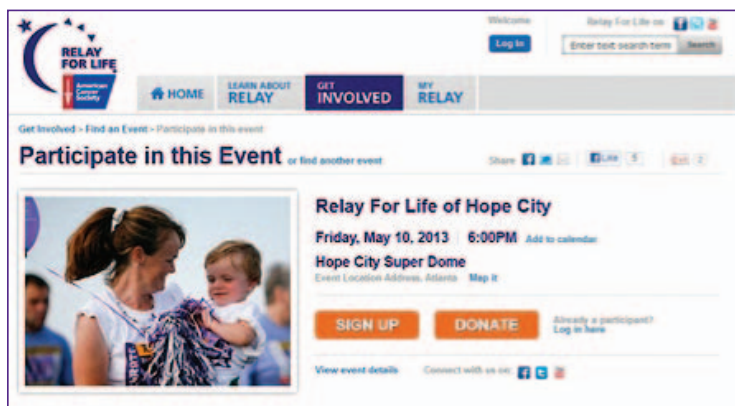 Welcome
Relay For Life on
Log In
Enter text search term
Search
RELAY
FOR LIFE
American
Cancer
Society
HOME
LEARN ABOUT
RELAY
GET
INVOLVED
MY
RELAY
Get Involved > Find an Event > Participate in this event
Participate in this Event or find another event
Share
Like 5
2
Relay For Life of Hope City
Friday, May 10, 2013 | 6:00PM Add to calendar
Hope City Super Dome
Event Location Address, Atlanta Map it
SIGN UP
DONATE
Already a participant?
Log in here
View event details
Connect with us on: